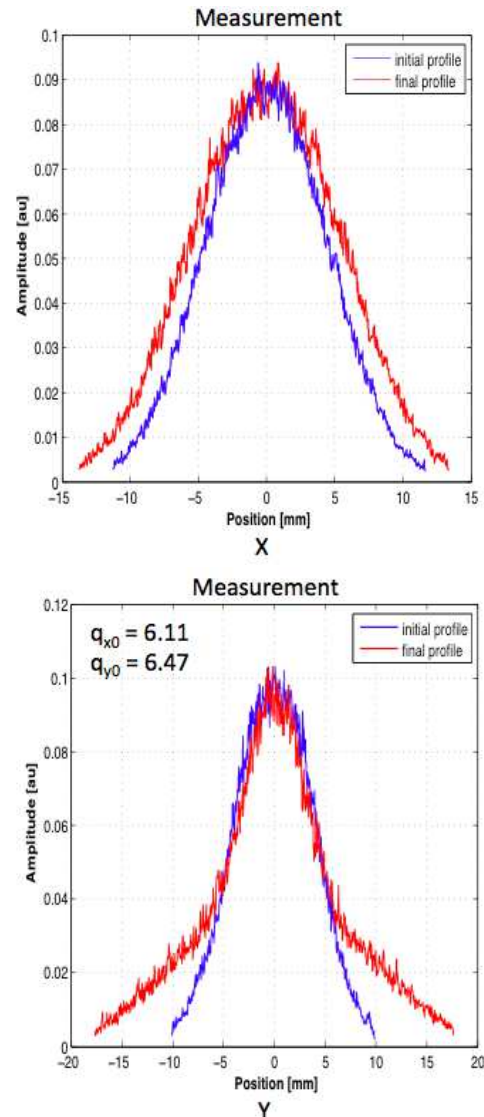 Measurement
0.1
0.09
0.08
0.07
0.06
0.05
0.04
0.03
0.02
0.01
0
Amplitude [au]
initial profile
final profile
−15 −10 −5 0 5 10 15
Position [mm]
X
Measurement
0.12
0.1
0.08
0.06
0.04
0.02
0
Amplitude [au]
qx0 = 6.11
qy0 = 6.47
initial profile
final profile
−20 −15 −10 −5 0 5 10 15 20
Position [mm]
Y